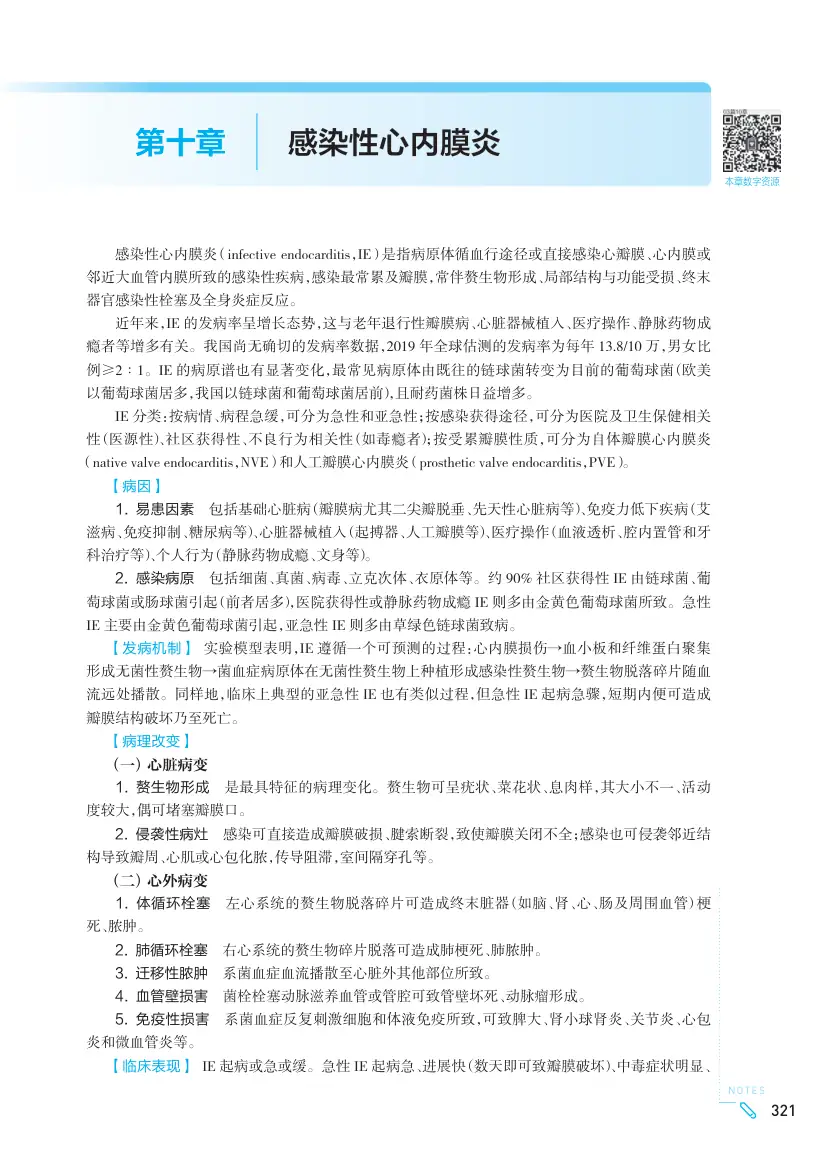 第十章
感染性心内膜炎
03篇10章
本章数字资源
感染性心内膜炎(infective endocarditis,IE)是指病原体循血行途径或直接感染心瓣膜、心内膜或
邻近大血管内膜所致的感染性疾病,感染最常累及瓣膜,常伴赘生物形成、局部结构与功能受损、终末
器官感染性栓塞及全身炎症反应。
近年来,IE 的发病率呈增长态势,这与老年退行性瓣膜病、心脏器械植入、医疗操作、静脉药物成
瘾者等增多有关。我国尚无确切的发病率数据,2019 年全球估测的发病率为每年 13.8/10 万,男女比
例≥2∶1。IE 的病原谱也有显著变化,最常见病原体由既往的链球菌转变为目前的葡萄球菌(欧美
以葡萄球菌居多,我国以链球菌和葡萄球菌居前),且耐药菌株日益增多。
IE 分类:按病情、病程急缓,可分为急性和亚急性;按感染获得途径,可分为医院及卫生保健相关
性(医源性)、社区获得性、不良行为相关性(如毒瘾者);按受累瓣膜性质,可分为自体瓣膜心内膜炎
(native valve endocarditis,NVE)和人工瓣膜心内膜炎(prosthetic valve endocarditis,PVE)。
【病因】
1. 易患因素 包括基础心脏病(瓣膜病尤其二尖瓣脱垂、先天性心脏病等)、免疫力低下疾病(艾
滋病、免疫抑制、糖尿病等)、心脏器械植入(起搏器、人工瓣膜等)、医疗操作(血液透析、腔内置管和牙
科治疗等)、个人行为(静脉药物成瘾、文身等)。
2. 感染病原 包括细菌、真菌、病毒、立克次体、衣原体等。约 90% 社区获得性 IE 由链球菌、葡
萄球菌或肠球菌引起(前者居多),医院获得性或静脉药物成瘾 IE 则多由金黄色葡萄球菌所致。急性
IE 主要由金黄色葡萄球菌引起,亚急性 IE 则多由草绿色链球菌致病。
【发病机制】 实验模型表明,IE 遵循一个可预测的过程:心内膜损伤→血小板和纤维蛋白聚集
形成无菌性赘生物→菌血症病原体在无菌性赘生物上种植形成感染性赘生物→赘生物脱落碎片随血
流远处播散。同样地,临床上典型的亚急性 IE 也有类似过程,但急性 IE 起病急骤,短期内便可造成
瓣膜结构破坏乃至死亡。
【病理改变】
(一)心脏病变
1. 赘生物形成 是最具特征的病理变化。赘生物可呈疣状、菜花状、息肉样,其大小不一、活动
度较大,偶可堵塞瓣膜口。
2. 侵袭性病灶 感染可直接造成瓣膜破损、腱索断裂,致使瓣膜关闭不全;感染也可侵袭邻近结
构导致瓣周、心肌或心包化脓,传导阻滞,室间隔穿孔等。
(二)心外病变
1. 体循环栓塞 左心系统的赘生物脱落碎片可造成终末脏器(如脑、肾、心、肠及周围血管)梗
死、脓肿。
2. 肺循环栓塞 右心系统的赘生物碎片脱落可造成肺梗死、肺脓肿。
3. 迁移性脓肿 系菌血症血流播散至心脏外其他部位所致。
4. 血管壁损害 菌栓栓塞动脉滋养血管或管腔可致管壁坏死、动脉瘤形成。
5. 免疫性损害 系菌血症反复刺激细胞和体液免疫所致,可致脾大、肾小球肾炎、关节炎、心包
炎和微血管炎等。
【临床表现】 IE 起病或急或缓。急性 IE 起病急、进展快(数天即可致瓣膜破坏)、中毒症状明显、
NOTES
321